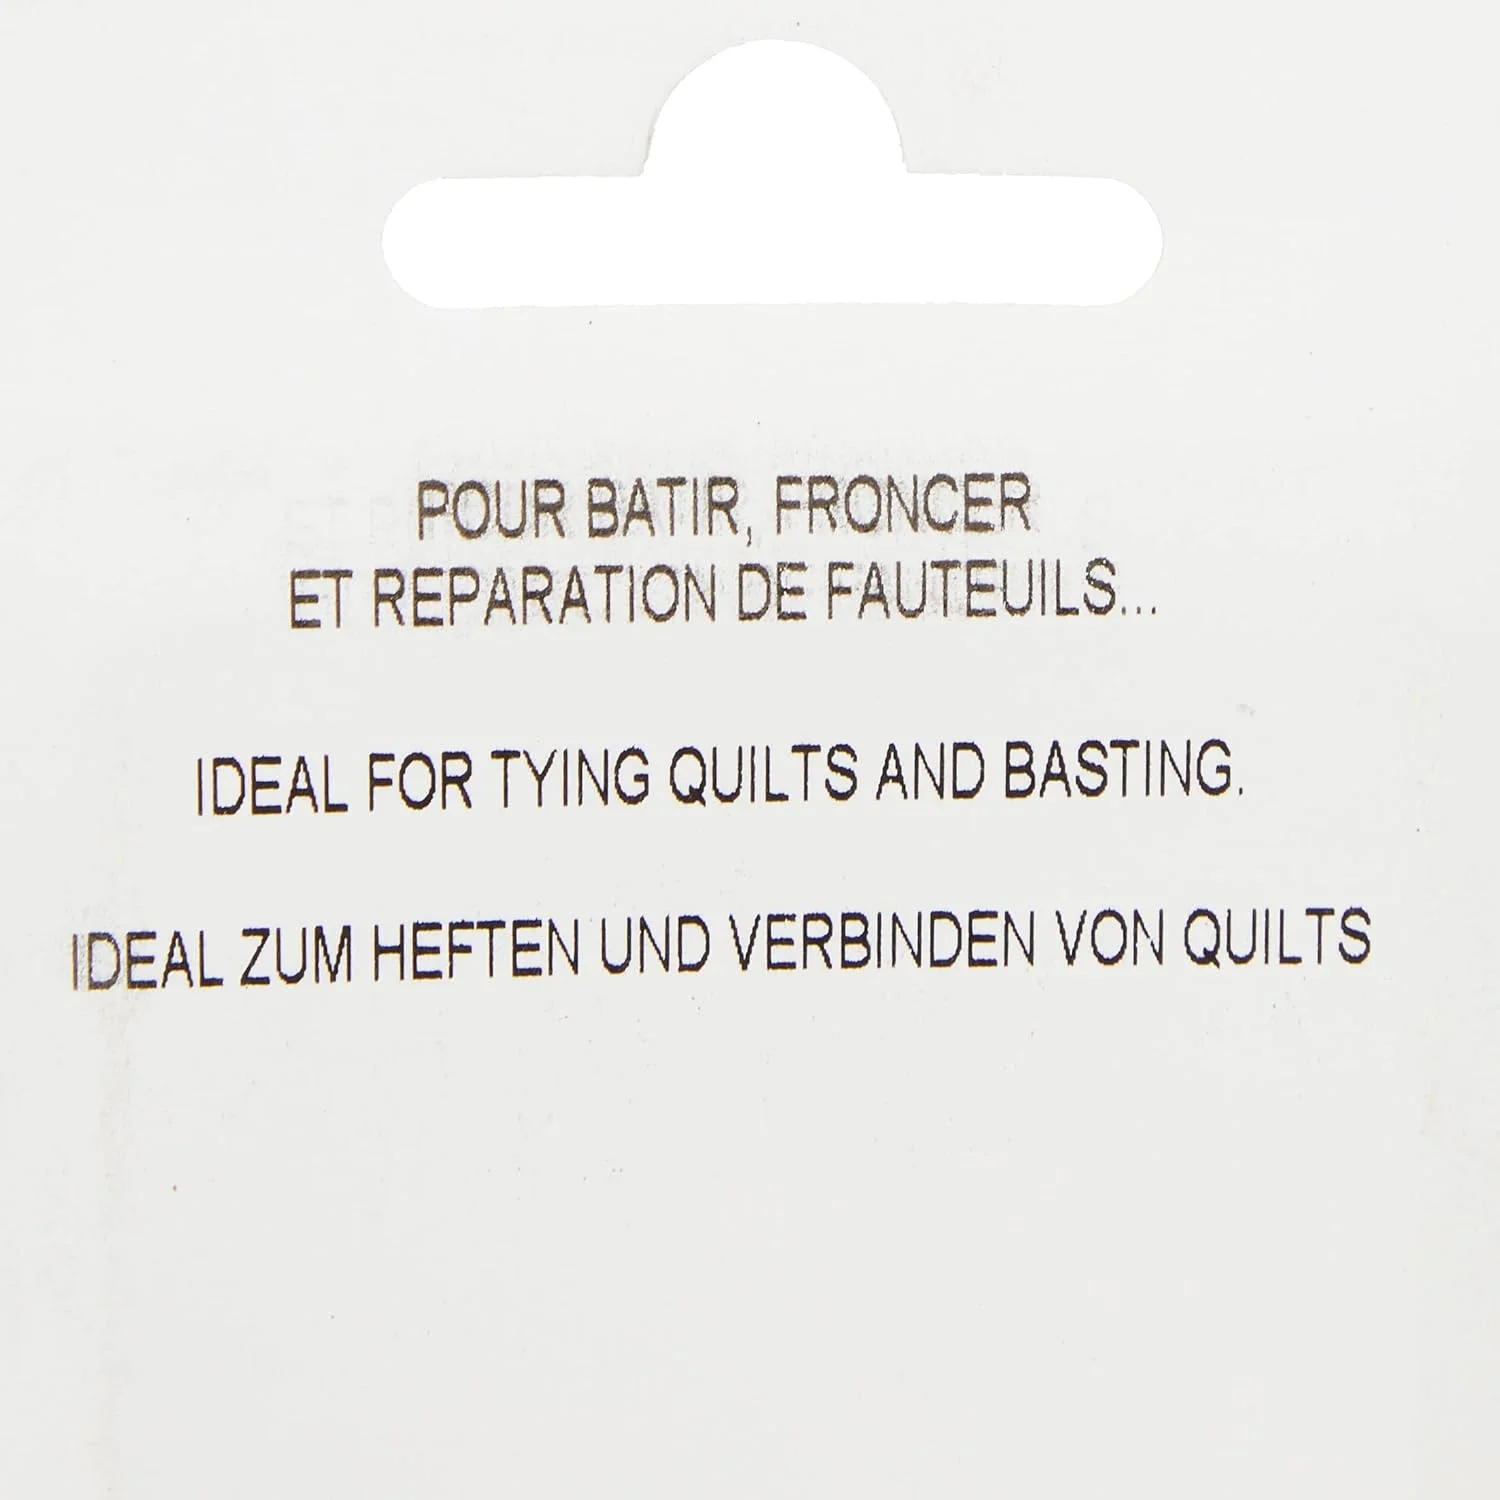 POUR BATIR, FRONCER
ET REPARATION DE FAUTEUILS...
IDEAL FOR TYING QUILTS AND BASTING.
IDEAL ZUM HEFTEN UND VERBINDEN VON QUILTS